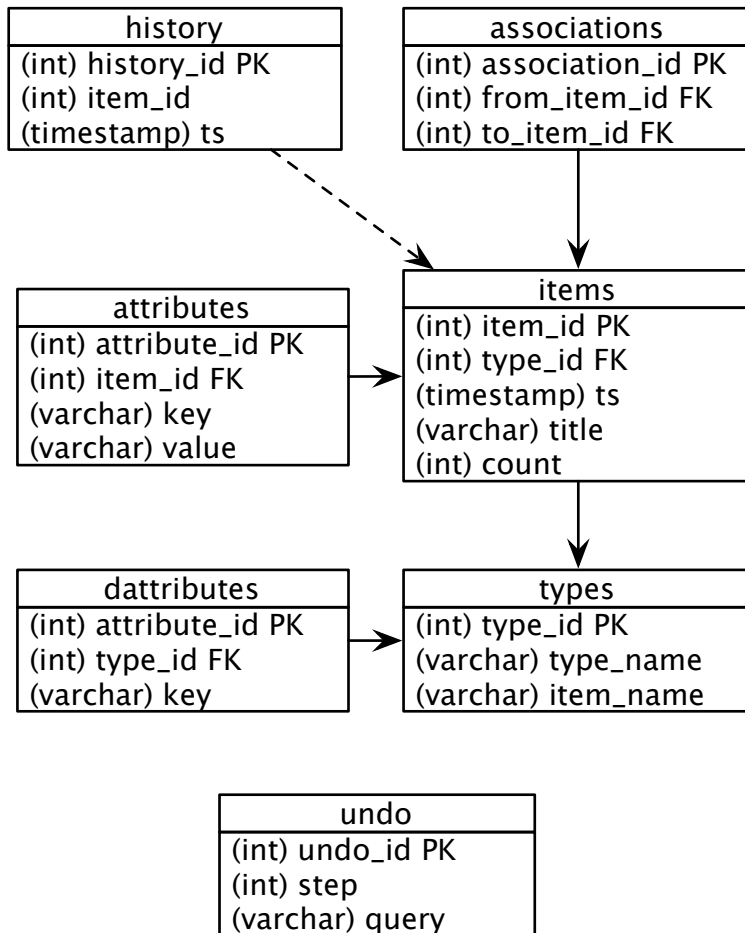 history
(int) history_id PK
(int) item_id
(timestamp) ts
associations
(int) association_id PK
(int) from_item_id FK
(int) to_item_id FK
attributes
(int) attribute_id PK
(int) item_id FK
(varchar) key
(varchar) value
items
(int) item_id PK
(int) type_id FK
(timestamp) ts
(varchar) title
(int) count
dattributes
(int) attribute_id PK
(int) type_id FK
(varchar) key
types
(int) type_id PK
(varchar) type_name
(varchar) item_name
undo
(int) undo_id PK
(int) step
(varchar) query